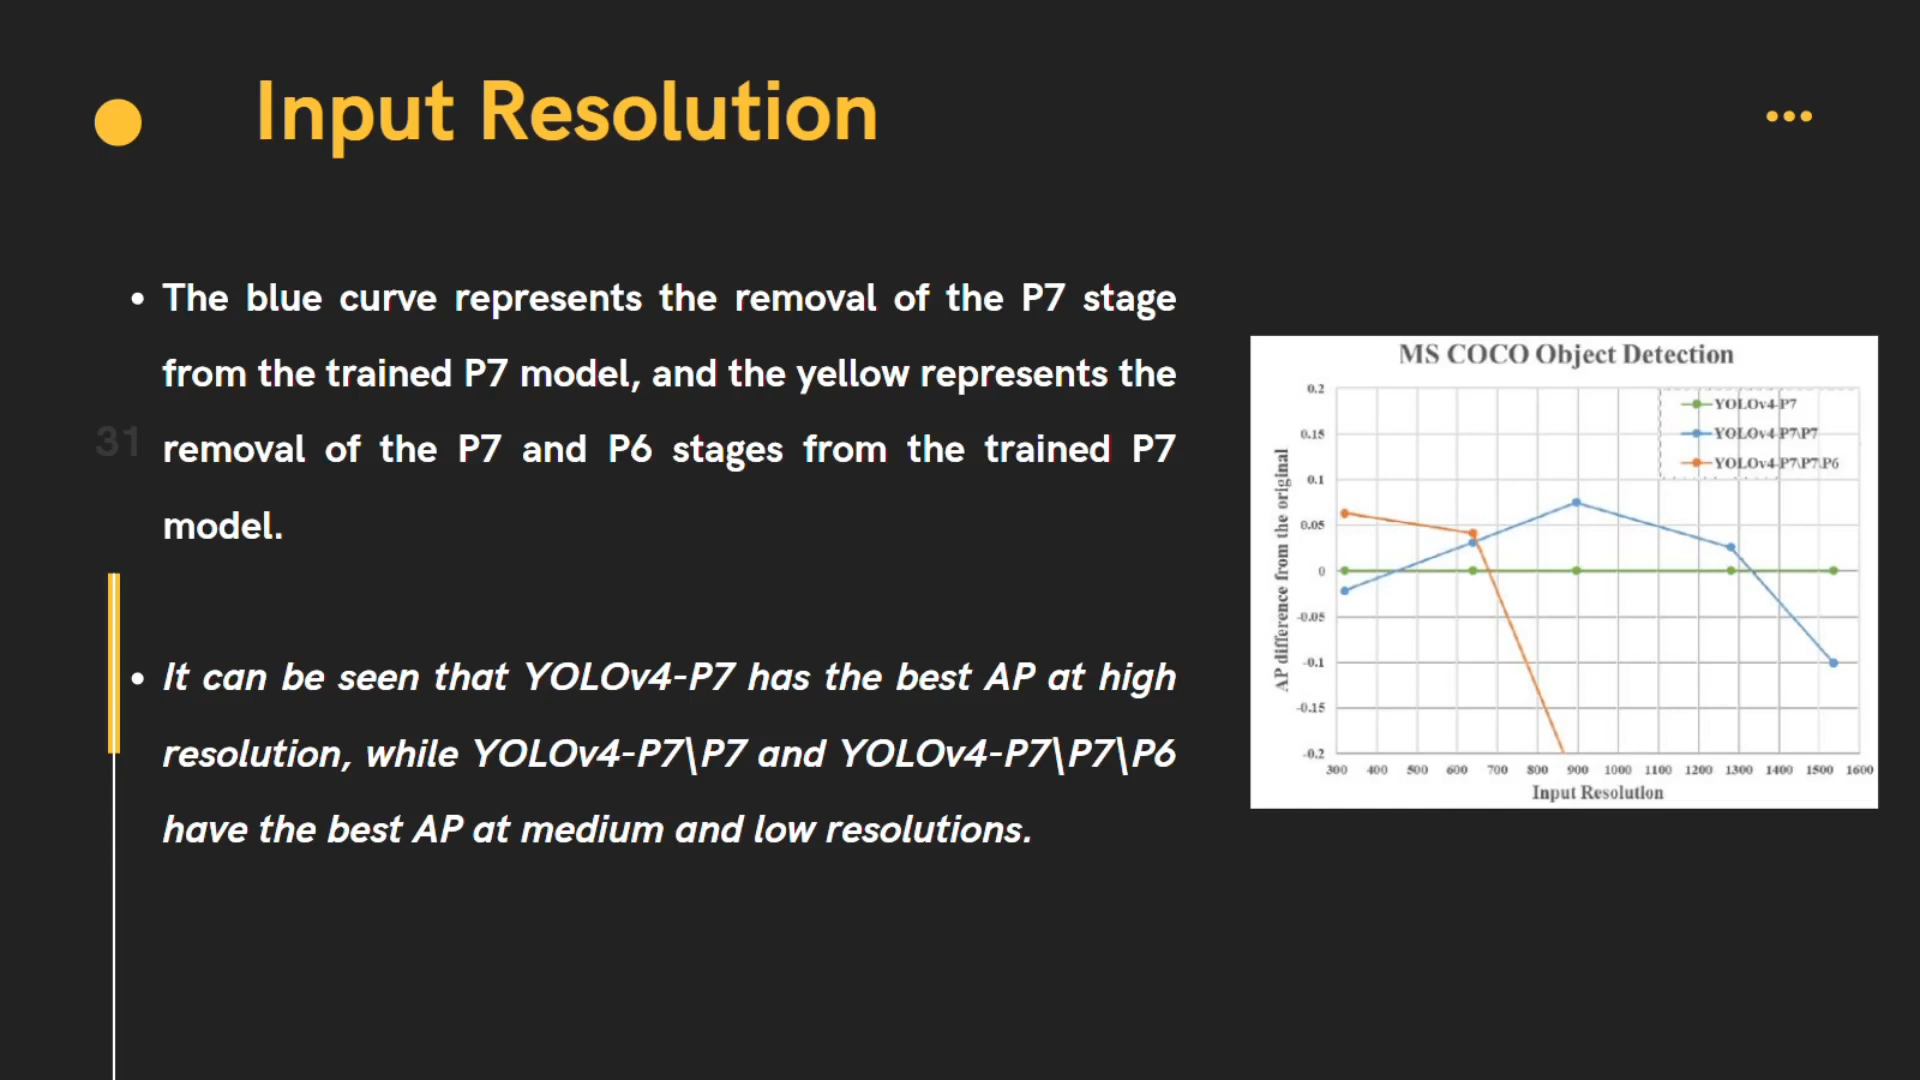 Input Resolution
The blue curve represents the removal of the P7 stage
from the trained P7 model, and the yellow represents the
removal of the P7 and P6 stages from the trained P7
model.
31
It can be seen that YOLOv4-P7 has the best AP at high
resolution, while YOLOv4-P7\P7 and YOLOv4-P7\P7\P6
have the best AP at medium and low resolutions.
MS COCO Object Detection
YOLOv4-P7
YOLOv4-P7\P7
YOLOv4-P7\P7\P6
AP difference from the original
0.2
0.15
0.1
0.05
0
-0.05
-0.1
-0.15
-0.2
300 400 500 600 700 800 900 1000 1100 1200 1300 1400 1500 1600
Input Resolution